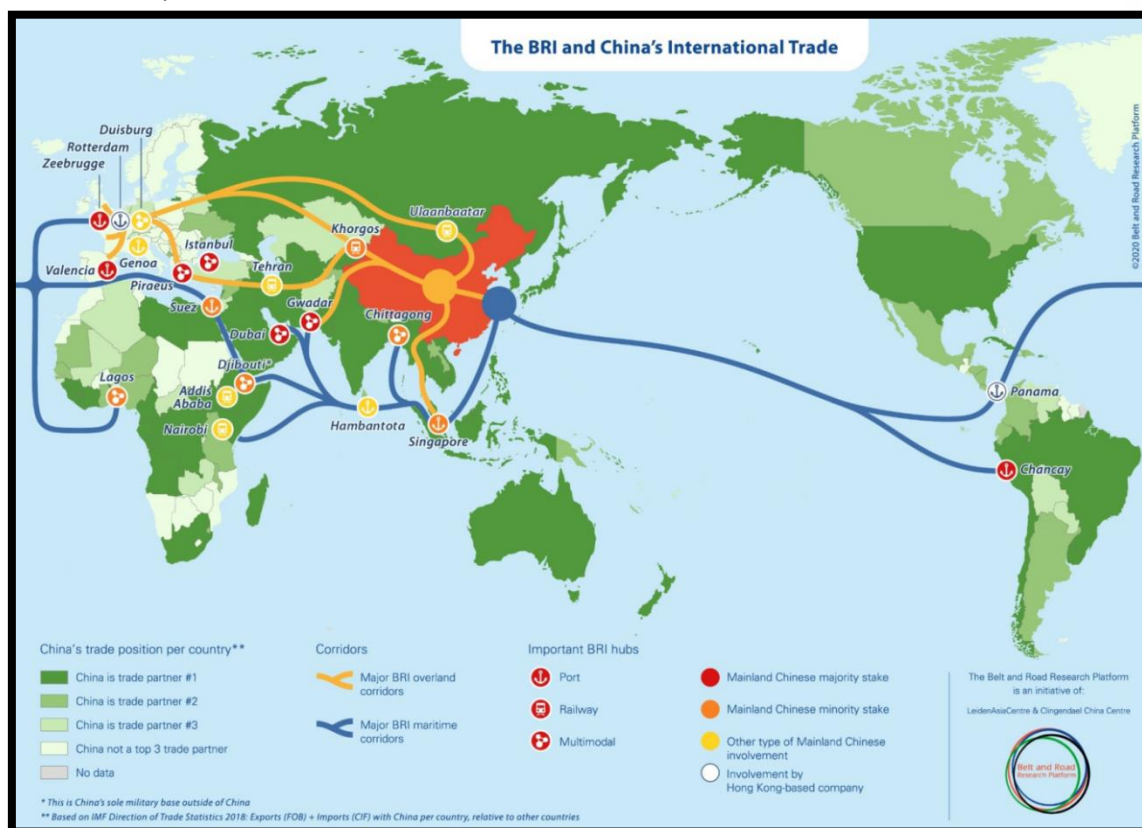 The BRI and China's International Trade
Duisburg
Rotterdam
Zeebrugge
Ulaanbaatar
Khorgos
Istanbul
Genoa
Valencia
Piraeus
Tehran
Suez
Gwadar
Chittagong
Dubai
Djibouti*
Lagos
Addis
Ababa
Nairobi
Hambantota
Singapore
Panama
Chancay
©2020 Belt and Road Research Platform
China's trade position per country**
China is trade partner #1
China is trade partner #2
China is trade partner #3
China not a top 3 trade partner
No data
Corridors
Major BRI overland
corridors
Major BRI maritime
corridors
Important BRI hubs
Port
Railway
Multimodal
Mainland Chinese majority stake
Mainland Chinese minority stake
Other type of Mainland Chinese
involvement
Involvement by
Hong Kong-based company
The Belt and Road Research Platform
is an initiative of:
LeidenAsiaCentre & Clingendael China Centre
Belt and Road
Research Platform
* This is China's sole military base outside of China
** Based on IMF Direction of Trade Statistics 2018: Exports (FOB) + Imports (CIF) with China per country, relative to other countries